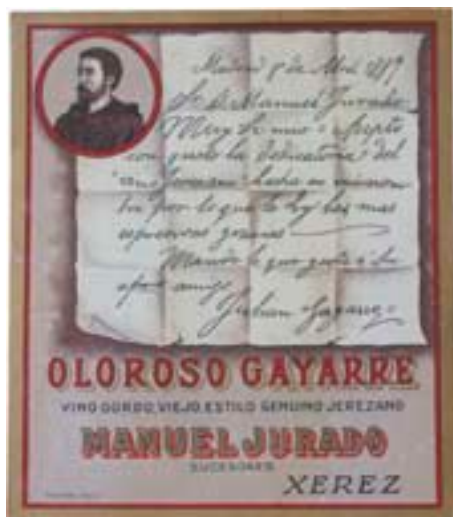 Madrid de
Sr. D. Manuel Jurado
Muy Sr mio: Acepto
con gusto la dedicatoria del
por lo que le doy las mas
expresivas gracias
Mande lo que guste á su
amigo
Julian Gayarre
OLOROSO GAYARRE
VINO GORDO, VIEJO, ESTILO GENUINO JEREZANO
MANUEL JURADO
SUCESORES
XEREZ